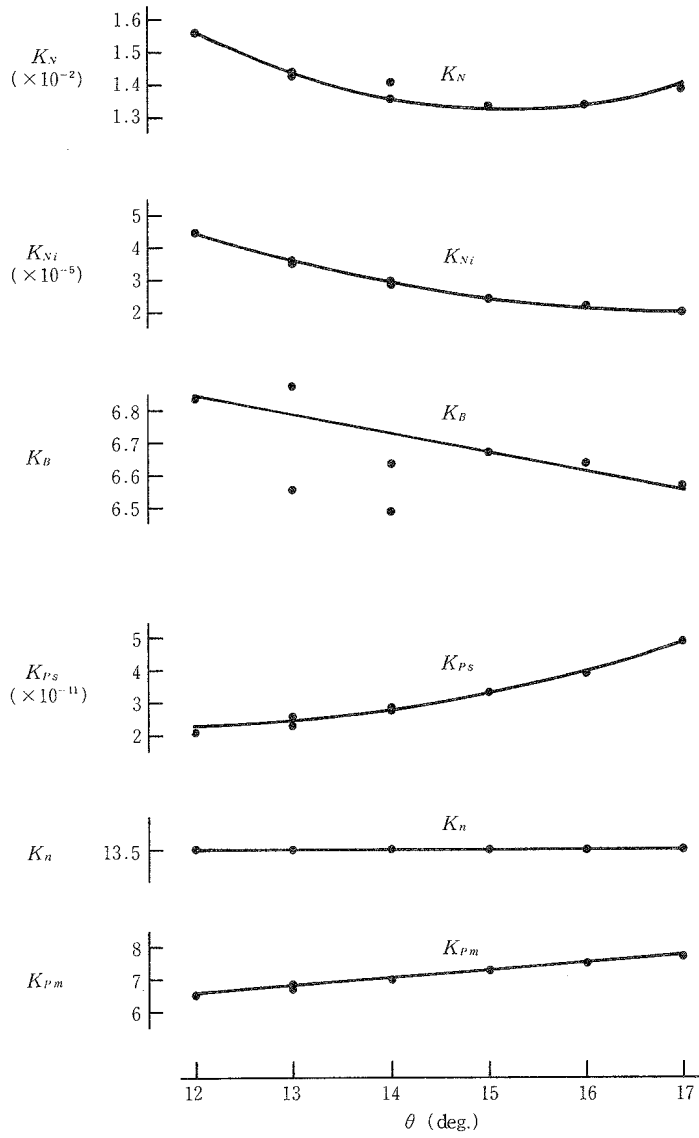 1.6
1.5
1.4
1.3
K_N
(×10⁻²)
K_N
5
4
3
2
K_Ni
(×10⁻⁵)
K_Ni
6.8
6.7
6.6
6.5
K_B
K_B
5
4
3
2
K_Ps
(×10⁻¹¹)
K_Ps
K_n
13.5
K_n
8
7
6
K_Pm
K_Pm
12 13 14 15 16 17
θ (deg.)